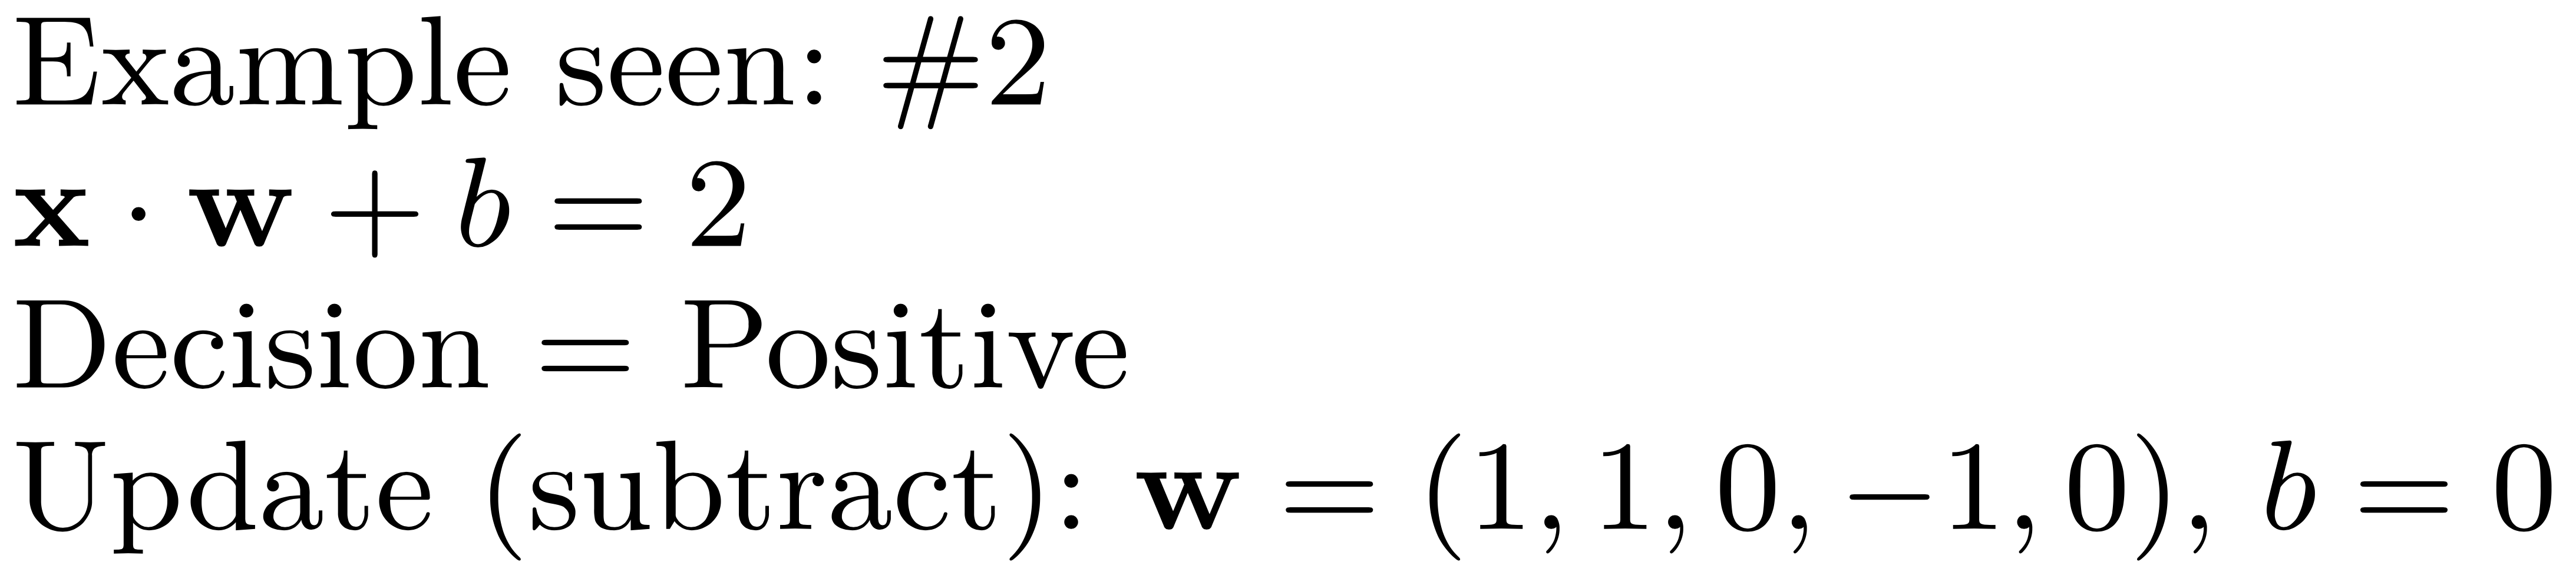 Example seen: #2
x · w + b = 2
Decision = Positive
Update (subtract): w = (1, 1, 0, −1, 0), b = 0